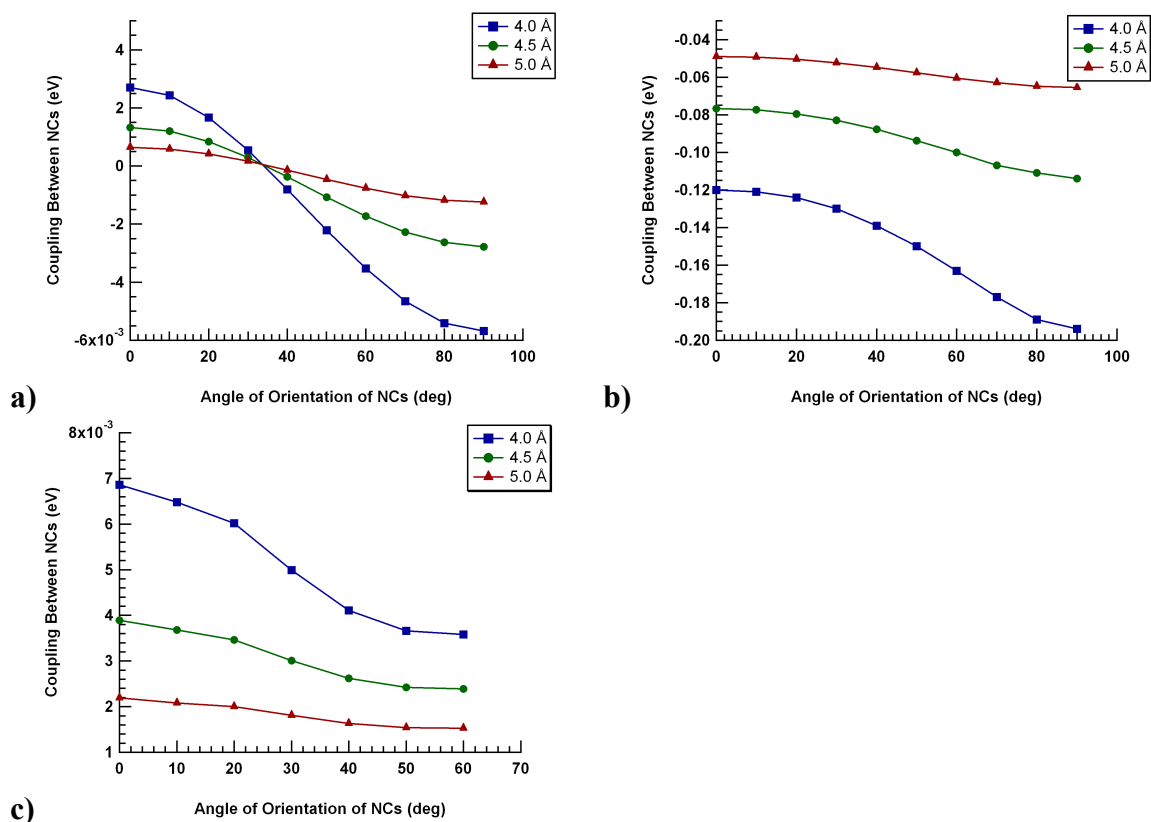 4.0 Å
4.5 Å
5.0 Å
4
2
0
-2
-4
-6x10⁻³
Coupling Between NCs (eV)
0 20 40 60 80 100
Angle of Orientation of NCs (deg)
a)
4.0 Å
4.5 Å
5.0 Å
-0.04
-0.06
-0.08
-0.10
-0.12
-0.14
-0.16
-0.18
-0.20
Coupling Between NCs (eV)
0 20 40 60 80 100
Angle of Orientation of NCs (deg)
b)
4.0 Å
4.5 Å
5.0 Å
8x10⁻³
7
6
5
4
3
2
1
Coupling Between NCs (eV)
0 10 20 30 40 50 60 70
Angle of Orientation of NCs (deg)
c)